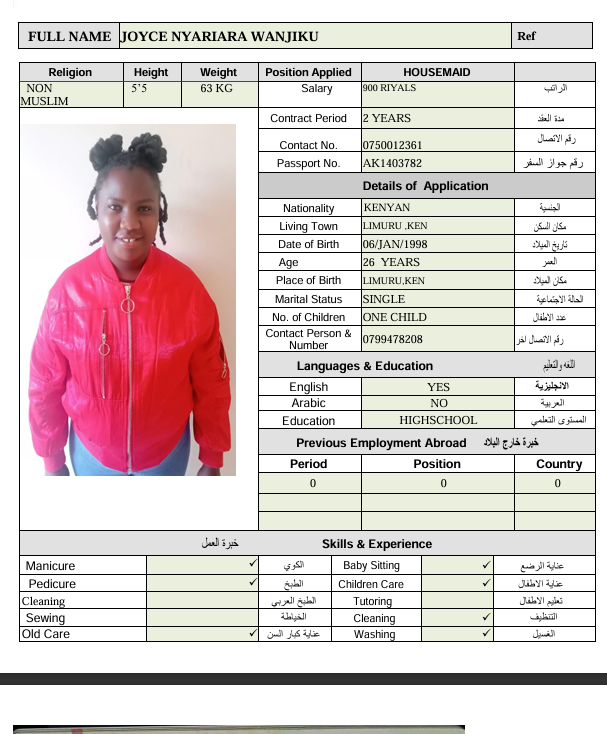 FULL NAME JOYCE NYARIARA WANJIKU Ref
Religion Height Weight Position Applied HOUSEMAID
NON MUSLIM 5'5 63 KG Salary 900 RIYALS الراتب
Contract Period 2 YEARS مدة العقد
Contact No. 0750012361 رقم الاتصال
Passport No. AK1403782 رقم جواز السفر
Details of Application
Nationality KENYAN الجنسية
Living Town LIMURU ,KEN مكان السكن
Date of Birth 06/JAN/1998 تاريخ الميلاد
Age 26 YEARS العمر
Place of Birth LIMURU,KEN مكان الميلاد
Marital Status SINGLE الحالة الاجتماعية
No. of Children ONE CHILD عدد الاطفال
Contact Person & Number 0799478208 رقم الاتصال اخر
Languages & Education اللغه والتعليم
English YES الانجليزية
Arabic NO العربية
Education HIGHSCHOOL المستوى التعلمي
Previous Employment Abroad خبرة خارج البلاد
Period Position Country
0 0 0
خبرة العمل Skills & Experience
Manicure ✓ الكوي Baby Sitting ✓ عناية الرضع
Pedicure ✓ الطبخ Children Care ✓ عناية الاطفال
Cleaning الطبخ العربي Tutoring تعليم الاطفال
Sewing الخياطة Cleaning ✓ التنظيف
Old Care ✓ عناية كبار السن Washing ✓ الغسيل